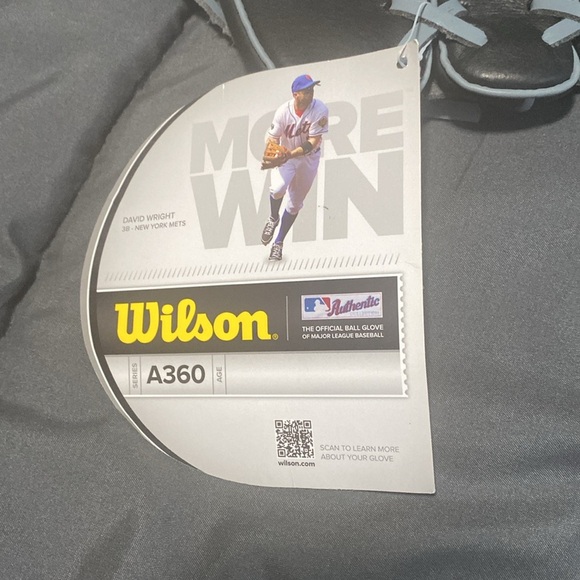 MORE
WIN
Mets
DAVID WRIGHT
3B - NEW YORK METS
Wilson®
Authentic
THE OFFICIAL BALL GLOVE
OF MAJOR LEAGUE BASEBALL
SERIES
A360
AGE
SCAN TO LEARN MORE
ABOUT YOUR GLOVE
wilson.com